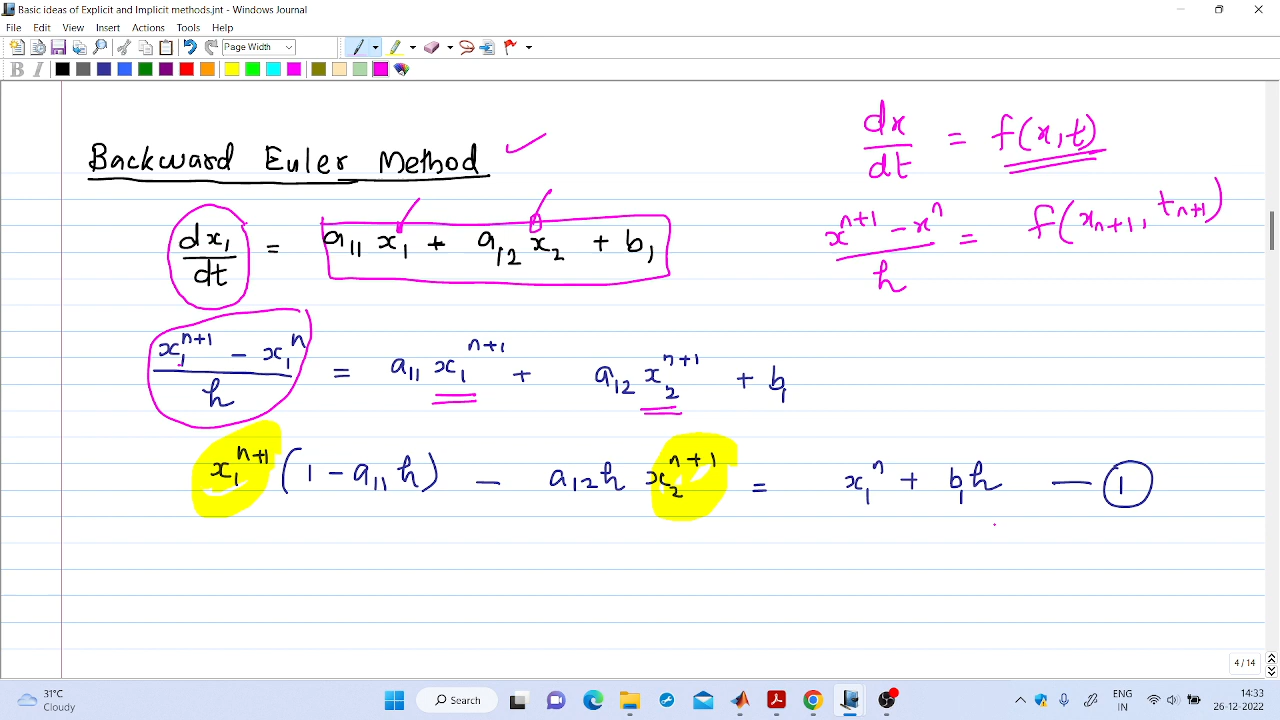 Basic ideas of Explicit and Implicit methods.jnt - Windows Journal
File Edit View Insert Actions Tools Help
Page Width
B I
Backward Euler Method ✓
dx/dt = f(x,t)
dx₁/dt = a₁₁ x₁ + a₁₂ x₂ + b₁
(xⁿ⁺¹ - xⁿ)/h = f(xₙ₊₁, tₙ₊₁)
(x₁ⁿ⁺¹ - x₁ⁿ)/h = a₁₁ x₁ⁿ⁺¹ + a₁₂ x₂ⁿ⁺¹ + b₁
x₁ⁿ⁺¹ (1 - a₁₁h) - a₁₂h x₂ⁿ⁺¹ = x₁ⁿ + b₁h — ①
4 / 14
31°C
Cloudy
Search
ENG
IN
14:33
26-12-2022